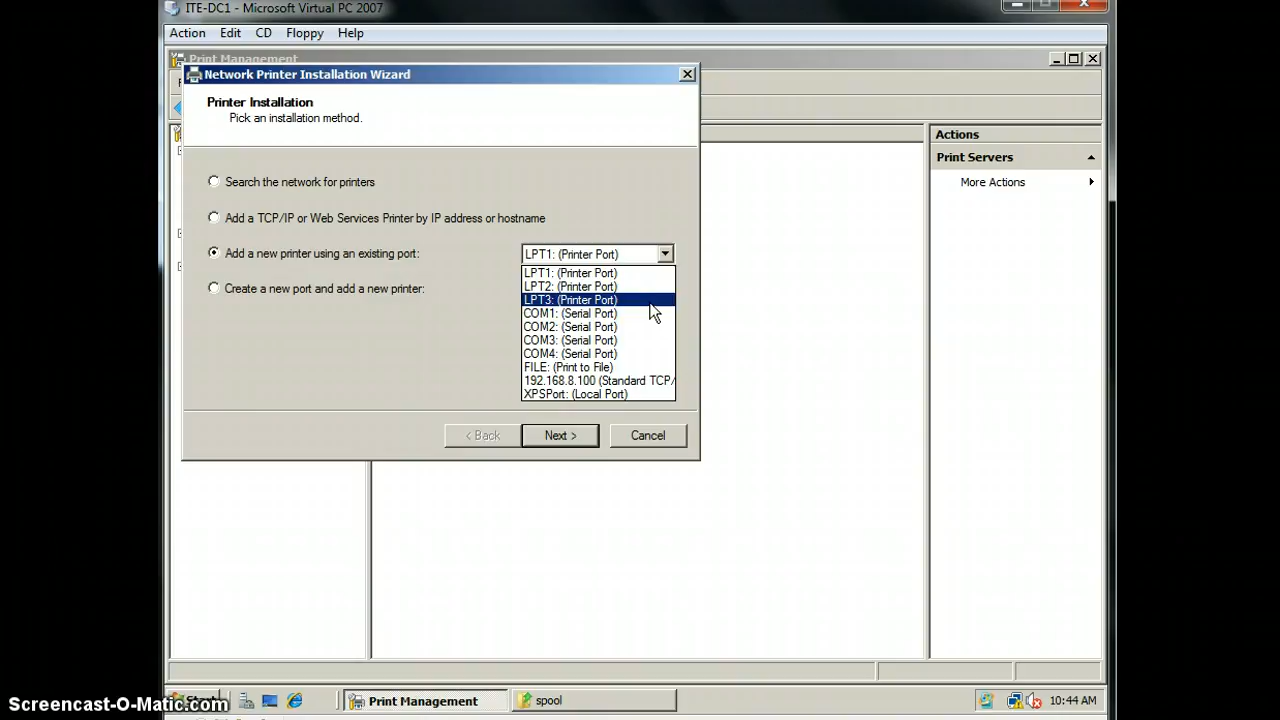 ITE-DC1 - Microsoft Virtual PC 2007
Action Edit CD Floppy Help
Print Management
Network Printer Installation Wizard
Printer Installation
Pick an installation method.
Actions
Print Servers
More Actions
Search the network for printers
Add a TCP/IP or Web Services Printer by IP address or hostname
Add a new printer using an existing port: LPT1: (Printer Port)
Create a new port and add a new printer:
LPT1: (Printer Port)
LPT2: (Printer Port)
LPT3: (Printer Port)
COM1: (Serial Port)
COM2: (Serial Port)
COM3: (Serial Port)
COM4: (Serial Port)
FILE: (Print to File)
192.168.8.100 (Standard TCP/
XPSPort: (Local Port)
< Back Next > Cancel
Start Print Management spool 10:44 AM
Screencast-O-Matic.com